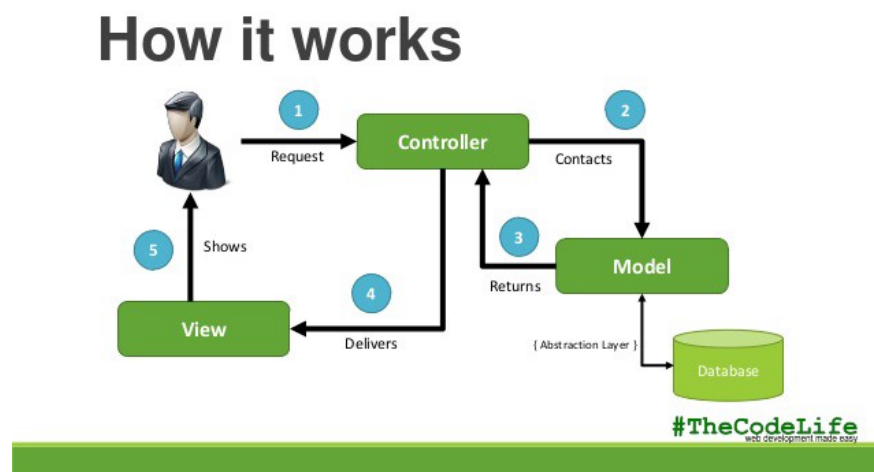 How it works
1
Request
Controller
2
Contacts
3
Returns
Model
5
Shows
4
Delivers
View
{ Abstraction Layer }
Database
#TheCodeLife
web development made easy